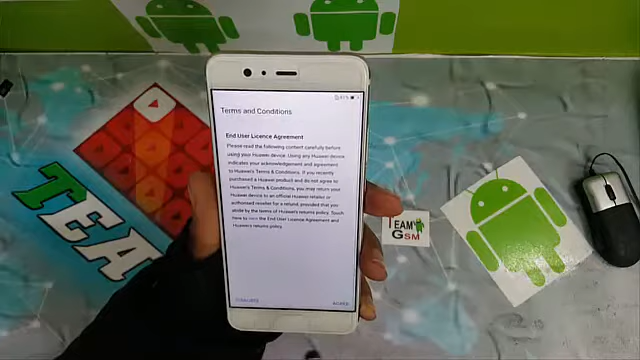 Terms and Conditions
End User Licence Agreement
Please read the following content carefully before
using your Huawei device. Using any Huawei device
indicates your acknowledgement and agreement
to Huawei's Terms & Conditions. If you recently
purchased a Huawei product and do not agree to
Huawei's Terms & Conditions, you may return your
Huawei device to an official Huawei retailer or
authorised reseller for a refund, provided that you
abide by the terms of Huawei's returns policy. Touch
here to view the End User Licence Agreement and
Huawei's returns policy.
AGREE
TEA
TEAM
GSM